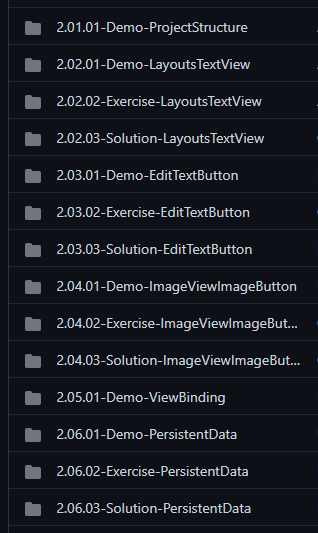 2.01.01-Demo-ProjectStructure
2.02.01-Demo-LayoutsTextView
2.02.02-Exercise-LayoutsTextView
2.02.03-Solution-LayoutsTextView
2.03.01-Demo-EditTextButton
2.03.02-Exercise-EditTextButton
2.03.03-Solution-EditTextButton
2.04.01-Demo-ImageViewImageButton
2.04.02-Exercise-ImageViewImageBut...
2.04.03-Solution-ImageViewImageBut...
2.05.01-Demo-ViewBinding
2.06.01-Demo-PersistentData
2.06.02-Exercise-PersistentData
2.06.03-Solution-PersistentData